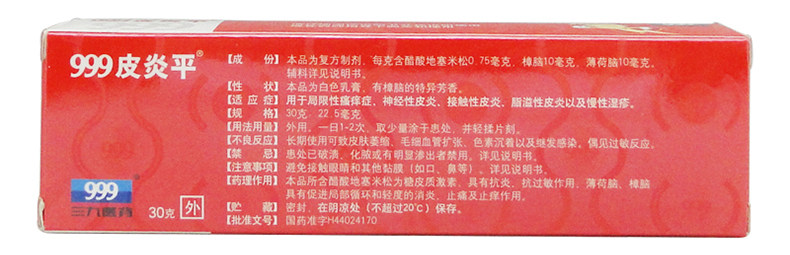 999皮炎平®
【成 份】本品为复方制剂，每克含醋酸地塞米松0.75毫克，樟脑10毫克，薄荷脑10毫克。
辅料详见说明书。
【性 状】本品为白色乳膏，有樟脑的特异芳香。
【适 应 症】用于局限性瘙痒症、神经性皮炎、接触性皮炎、脂溢性皮炎以及慢性湿疹。
【规 格】30克：22.5毫克
【用法用量】外用，一日1-2次，取少量涂于患处，并轻揉片刻。
【不良反应】长期使用可致皮肤萎缩、毛细血管扩张、色素沉着以及继发感染。偶见过敏反应。
【禁 忌】患处已破溃、化脓或有明显渗出者禁用。详见说明书。
【注意事项】避免接触眼睛和其他黏膜（如口、鼻等）。详见说明书。
【药理作用】本品所含醋酸地塞米松为糖皮质激素，具有抗炎、抗过敏作用，薄荷脑、樟脑
具有促进局部循环和轻度的消炎，止痛及止痒作用。
【贮 藏】密封，在阴凉处（不超过20℃）保存。
【批准文号】国药准字H44024170
999®
三九医药
30克 外